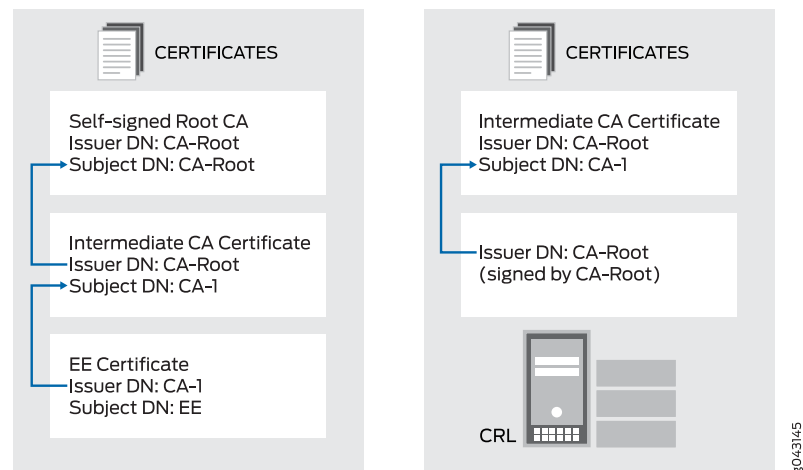 CERTIFICATES
Self-signed Root CA
Issuer DN: CA-Root
Subject DN: CA-Root
Intermediate CA Certificate
Issuer DN: CA-Root
Subject DN: CA-1
EE Certificate
Issuer DN: CA-1
Subject DN: EE
CERTIFICATES
Intermediate CA Certificate
Issuer DN: CA-Root
Subject DN: CA-1
Issuer DN: CA-Root
(signed by CA-Root)
CRL